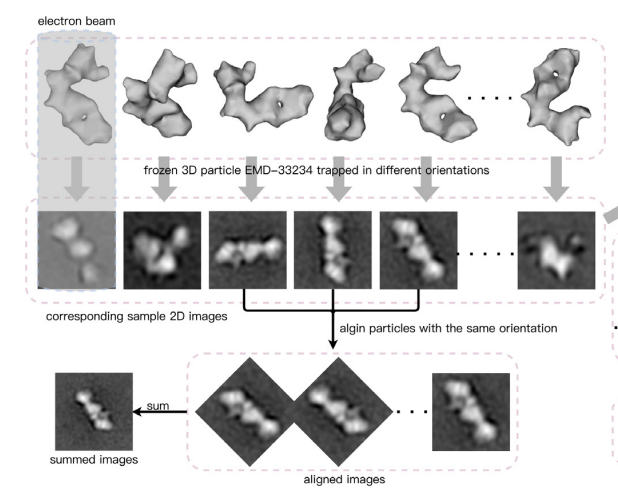 electron beam
frozen 3D particle EMD-33234 trapped in different orientations
corresponding sample 2D images
algin particles with the same orientation
sum
summed images
aligned images